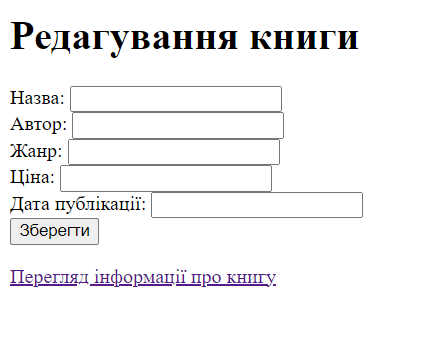 Редагування книги
Назва:
Автор:
Жанр:
Ціна:
Дата публікації:
Зберегти
Перегляд інформації про книгу